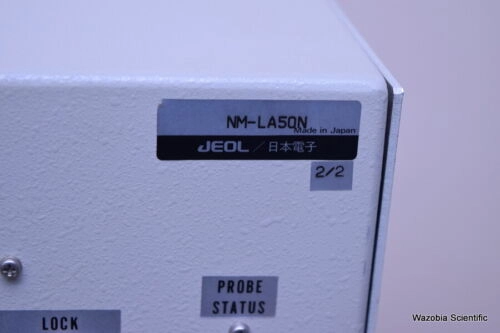 NM-LA50N
Made in Japan
JEOL / 日本電子
2/2
PROBE
STATUS
LOCK
Wazobia Scientific